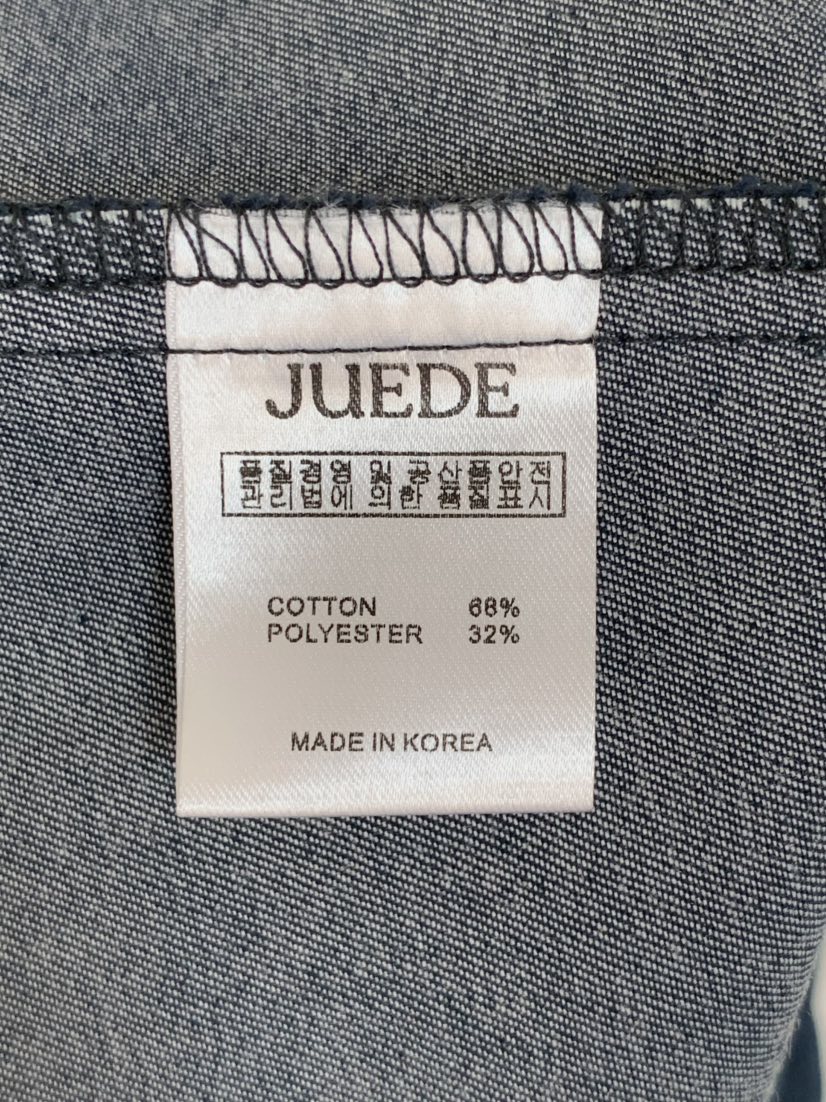 JUEDE
품질경영 및 공산품안전
관리법에 의한 품질표시
COTTON 68%
POLYESTER 32%
MADE IN KOREA